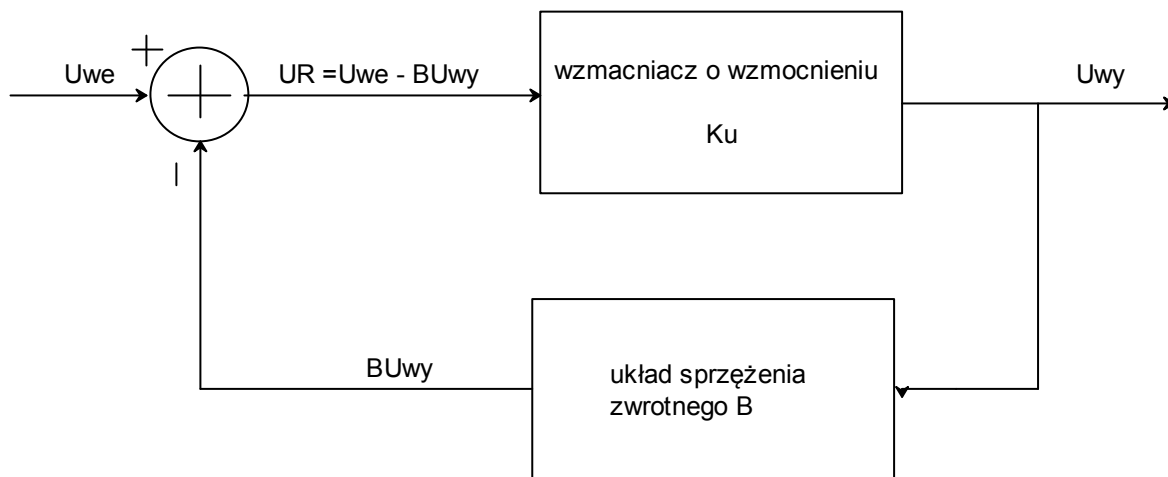 +
Uwe
UR =Uwe - BUwy
wzmacniacz o wzmocnieniu
Ku
Uwy
+
–
BUwy
układ sprzężenia
zwrotnego B